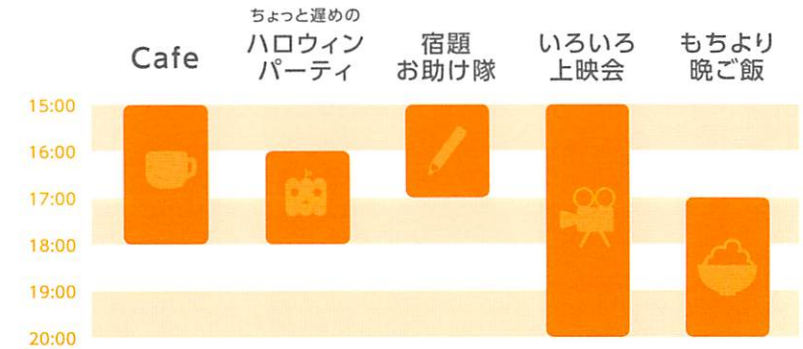 Cafe
ちょっと遅めの
ハロウィン
パーティ
宿題
お助け隊
いろいろ
上映会
もちより
晩ご飯
15:00
16:00
17:00
18:00
19:00
20:00